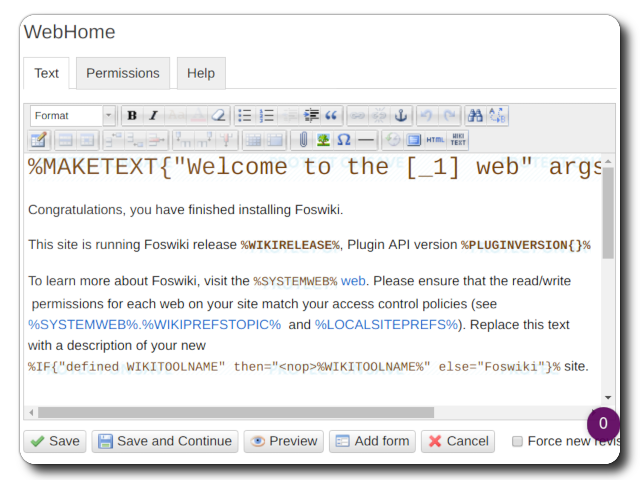 WebHome
Text Permissions Help
Format B I HTML WIKI TEXT
%MAKETEXT{"Welcome to the [_1] web" args
Congratulations, you have finished installing Foswiki.
This site is running Foswiki release %WIKIRELEASE%, Plugin API version %PLUGINVERSION{}%
To learn more about Foswiki, visit the %SYSTEMWEB% web. Please ensure that the read/write
permissions for each web on your site match your access control policies (see
%SYSTEMWEB%.%WIKIPREFSTOPIC% and %LOCALSITEPREFS%). Replace this text
with a description of your new
%IF{"defined WIKITOOLNAME" then="<nop>%WIKITOOLNAME%" else="Foswiki"}% site.
0
Save Save and Continue Preview Add form Cancel Force new revis